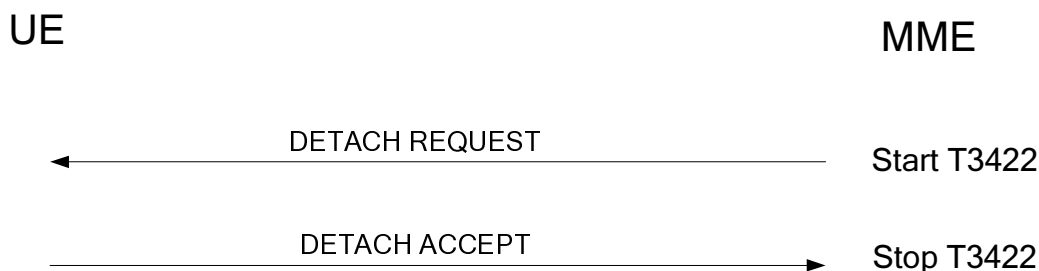 UE
MME
DETACH REQUEST
Start T3422
DETACH ACCEPT
Stop T3422